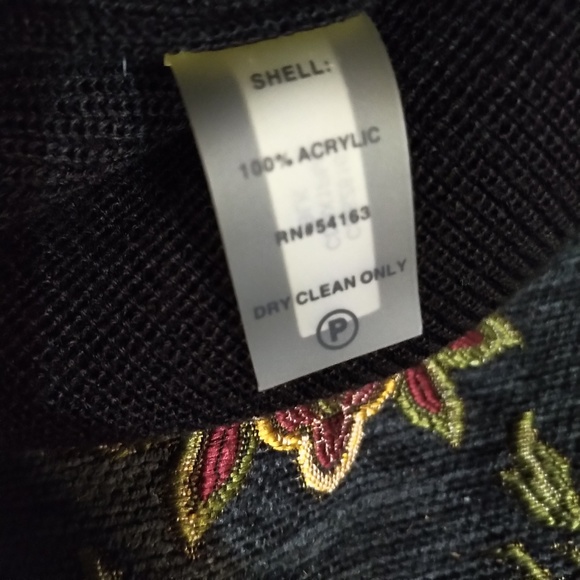 SHELL:
100% ACRYLIC
RN#54163
DRY CLEAN ONLY
P